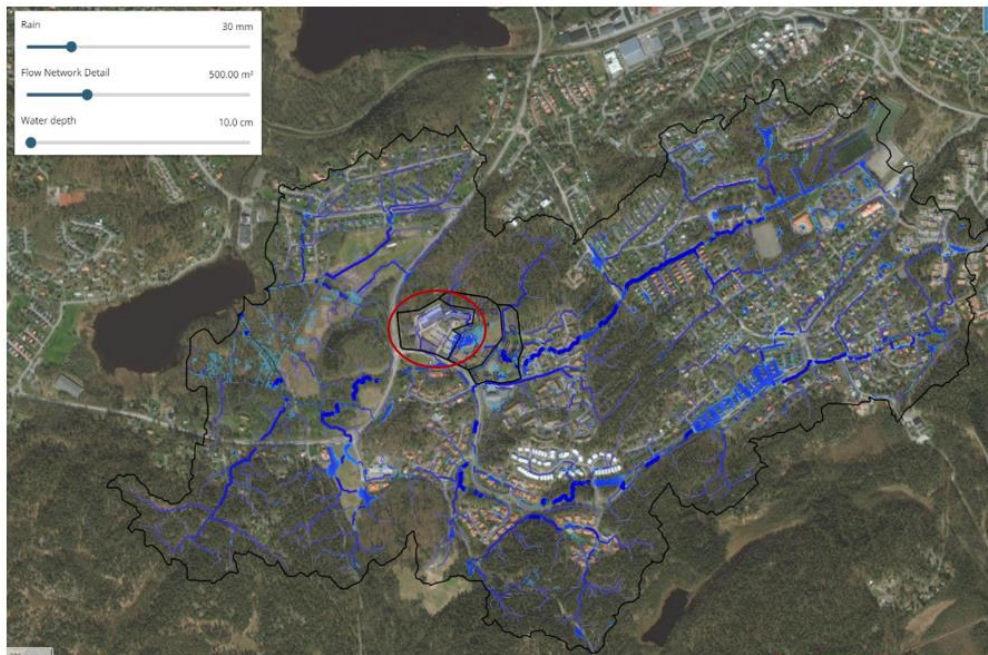 Rain
30 mm
Flow Network Detail
500.00 m²
Water depth
10.0 cm